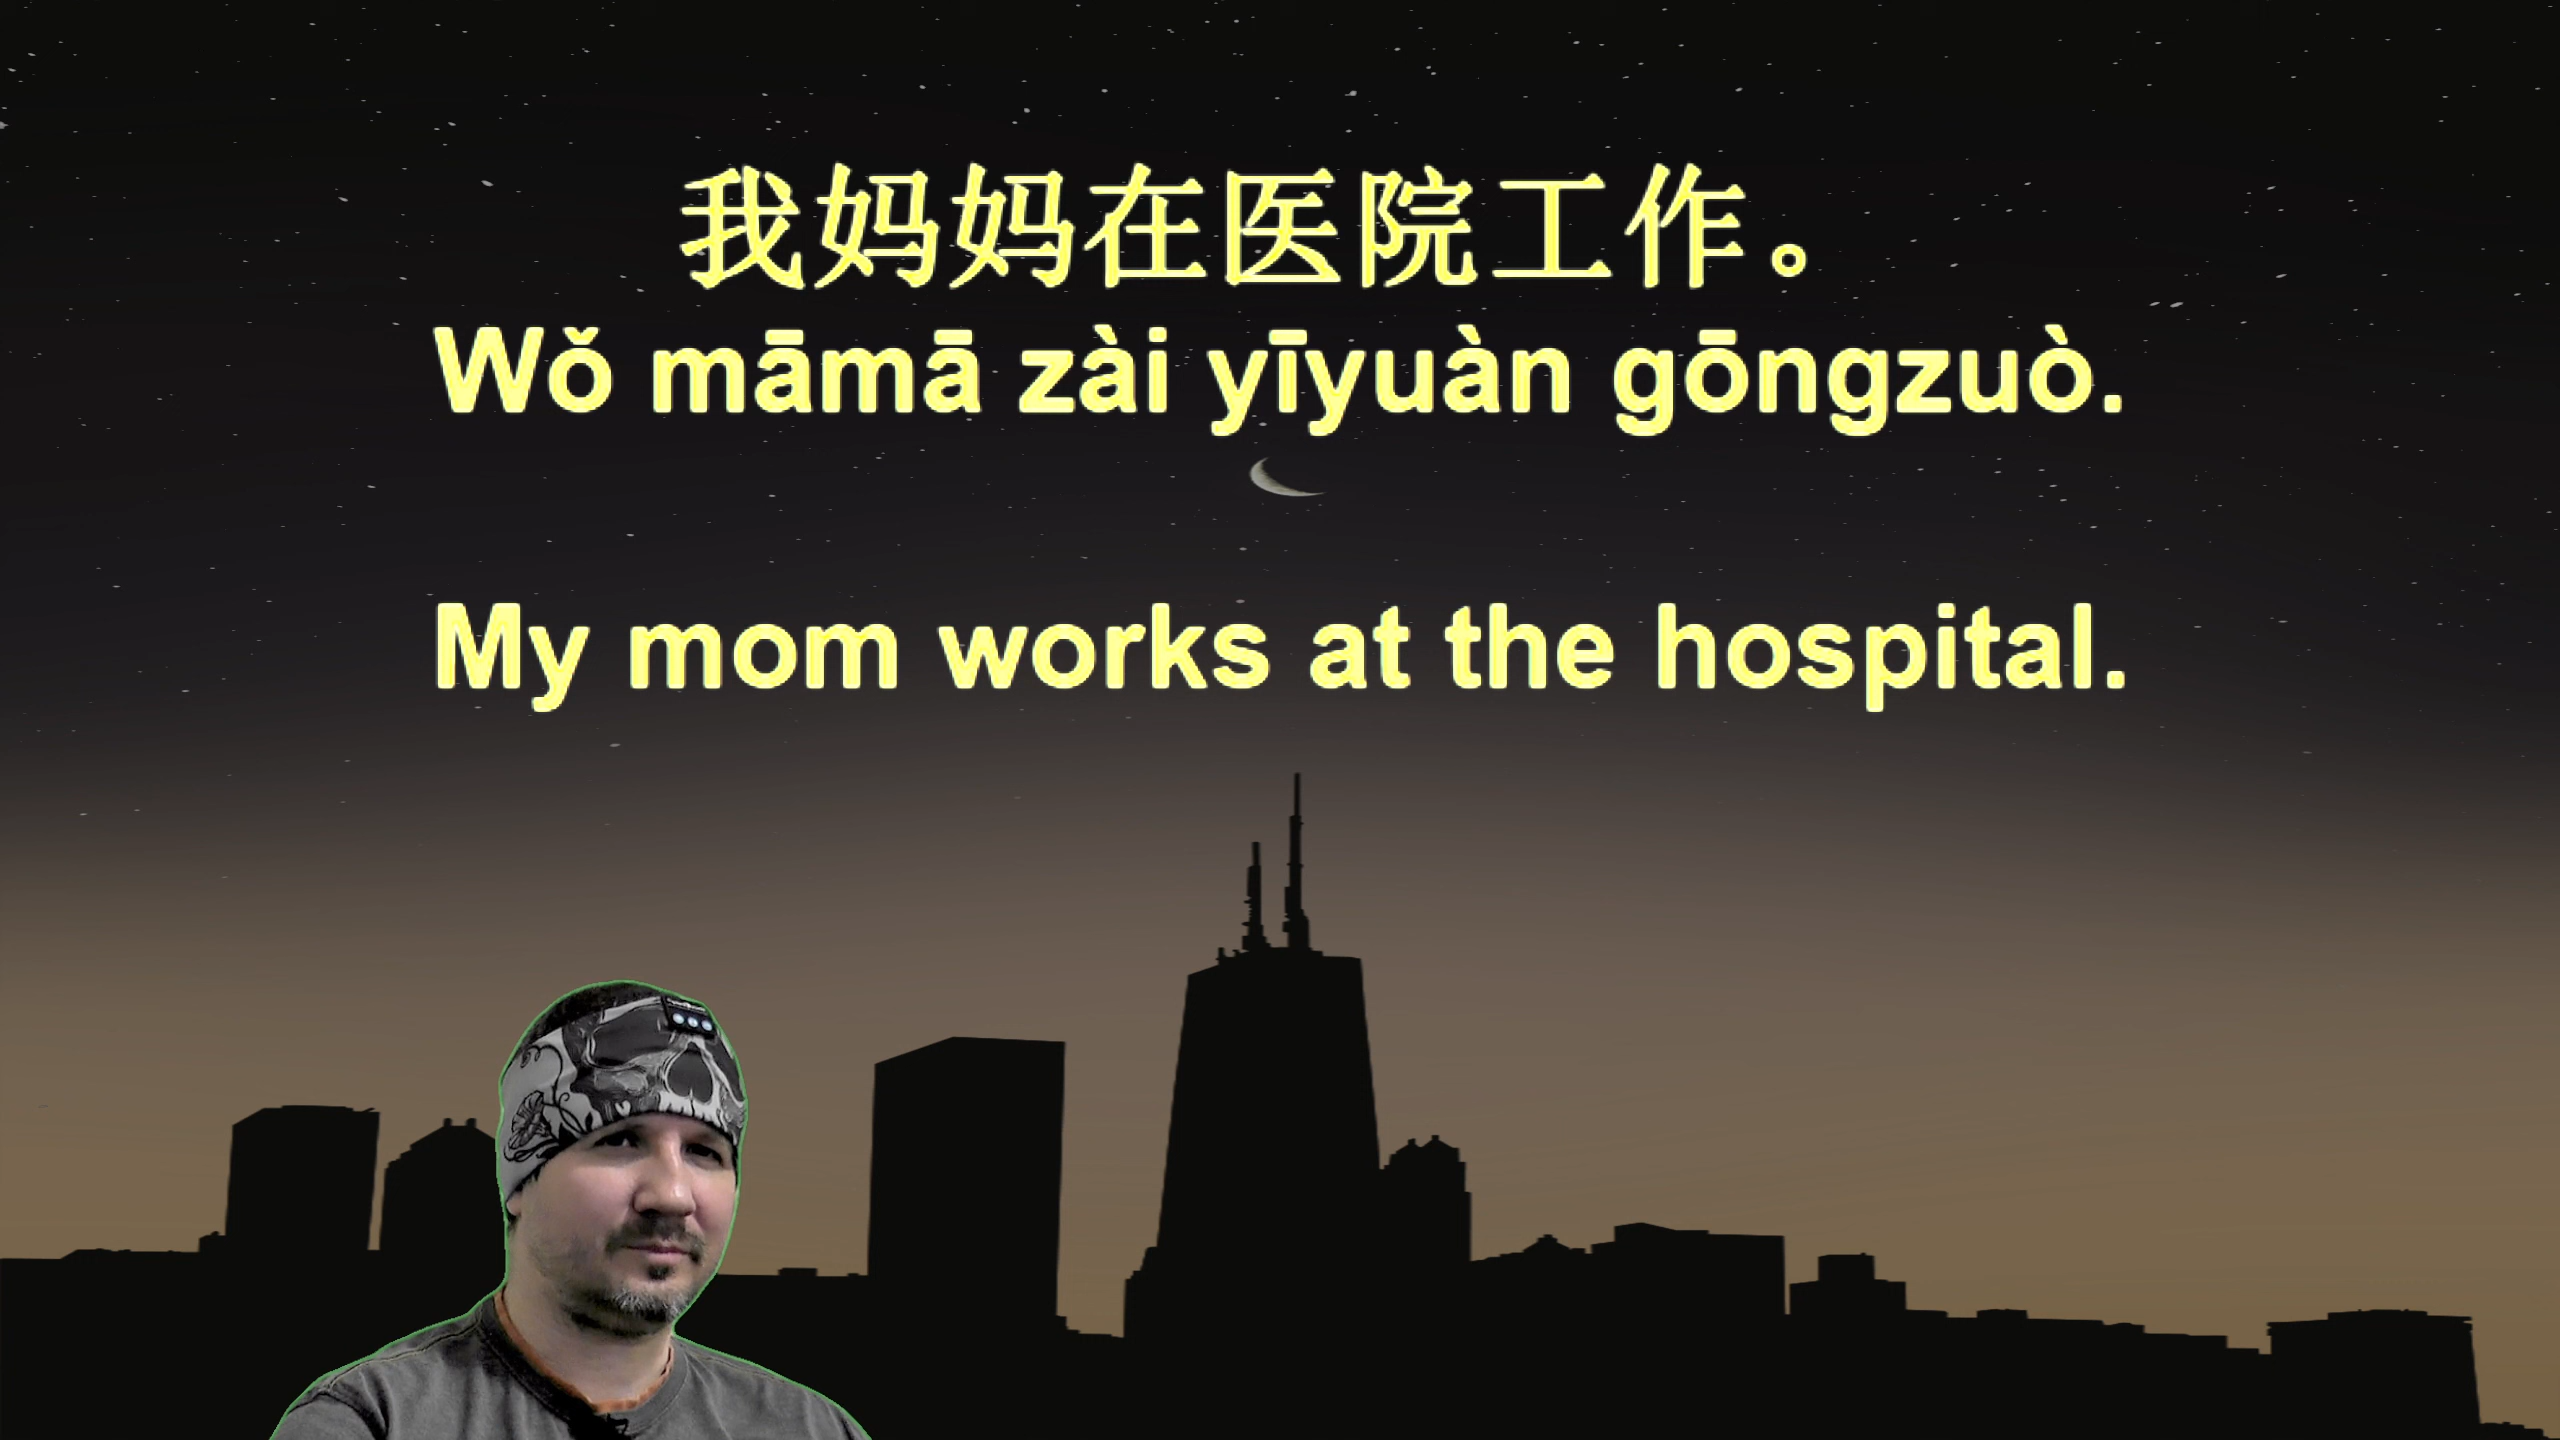 我妈妈在医院工作。
Wǒ māmā zài yīyuàn gōngzuò.
My mom works at the hospital.